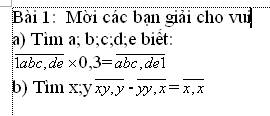 Bài 1:  Mời các bạn giải cho vui
a) Tìm a; b;c;d;e biết:
1abc,de ×0,3=abc,de1
b) Tìm x;y xy,y - yy,x = x,x